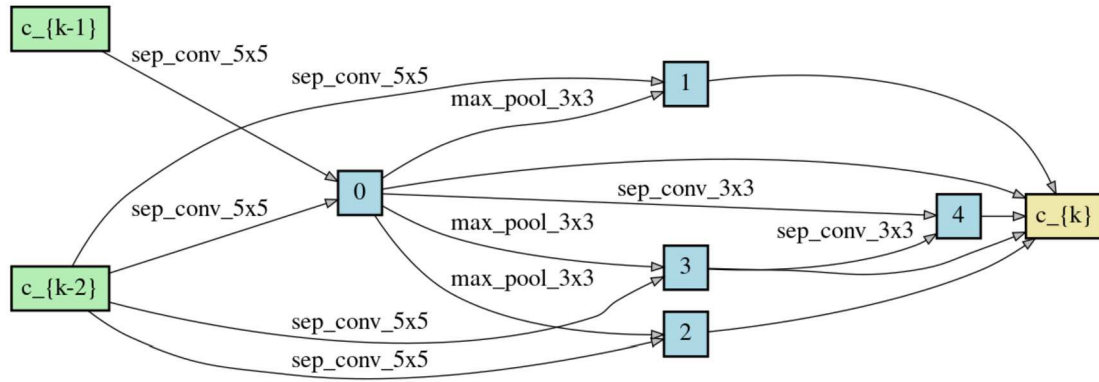 c_{k-1}
sep_conv_5x5
sep_conv_5x5
max_pool_3x3
1
sep_conv_5x5
0
sep_conv_3x3
4
c_{k}
max_pool_3x3
sep_conv_3x3
c_{k-2}
3
max_pool_3x3
sep_conv_5x5
2
sep_conv_5x5